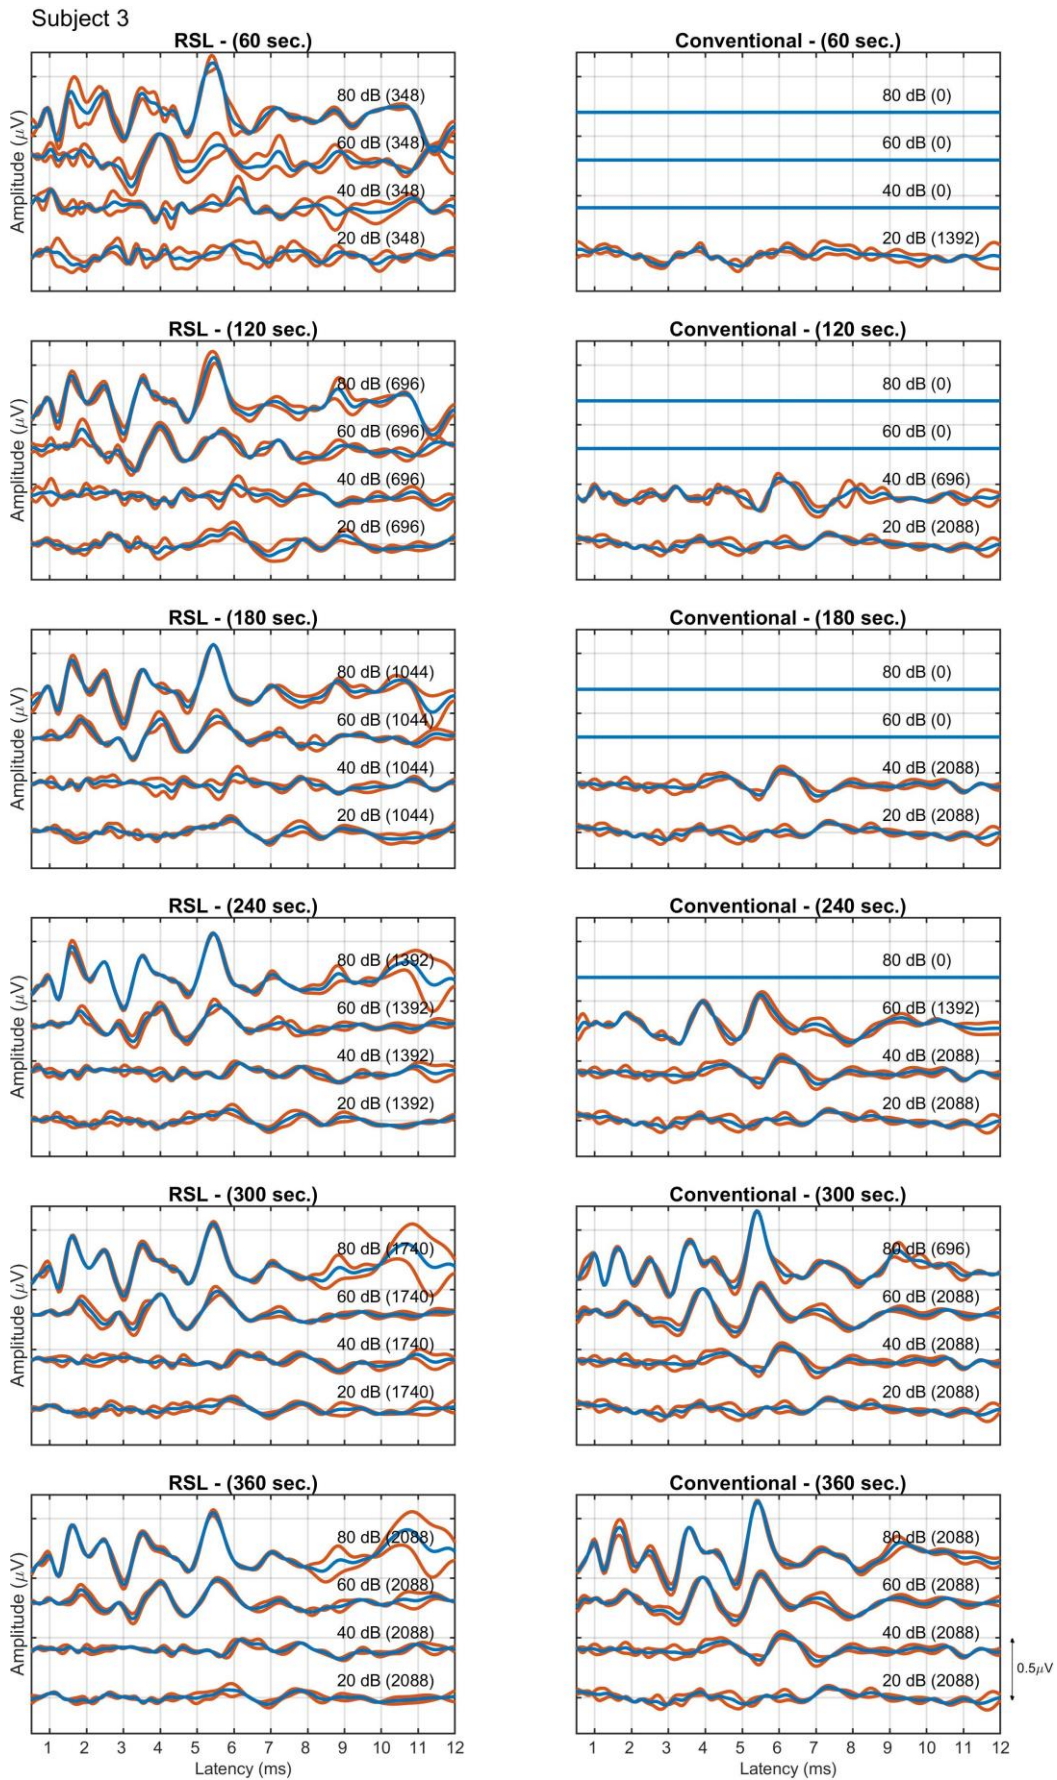 Subject 3
RSL - (60 sec.)
Amplitude (μV)
80 dB (348)
60 dB (348)
40 dB (348)
20 dB (348)
Conventional - (60 sec.)
80 dB (0)
60 dB (0)
40 dB (0)
20 dB (1392)
RSL - (120 sec.)
Amplitude (μV)
80 dB (696)
60 dB (696)
40 dB (696)
20 dB (696)
Conventional - (120 sec.)
80 dB (0)
60 dB (0)
40 dB (696)
20 dB (2088)
RSL - (180 sec.)
Amplitude (μV)
80 dB (1044)
60 dB (1044)
40 dB (1044)
20 dB (1044)
Conventional - (180 sec.)
80 dB (0)
60 dB (0)
40 dB (2088)
20 dB (2088)
RSL - (240 sec.)
Amplitude (μV)
80 dB (1392)
60 dB (1392)
40 dB (1392)
20 dB (1392)
Conventional - (240 sec.)
80 dB (0)
60 dB (1392)
40 dB (2088)
20 dB (2088)
RSL - (300 sec.)
Amplitude (μV)
80 dB (1740)
60 dB (1740)
40 dB (1740)
20 dB (1740)
Conventional - (300 sec.)
80 dB (696)
60 dB (2088)
40 dB (2088)
20 dB (2088)
RSL - (360 sec.)
Amplitude (μV)
80 dB (2088)
60 dB (2088)
40 dB (2088)
20 dB (2088)
1 2 3 4 5 6 7 8 9 10 11 12
Latency (ms)
Conventional - (360 sec.)
80 dB (2088)
60 dB (2088)
40 dB (2088)
20 dB (2088)
0.5μV
1 2 3 4 5 6 7 8 9 10 11 12
Latency (ms)